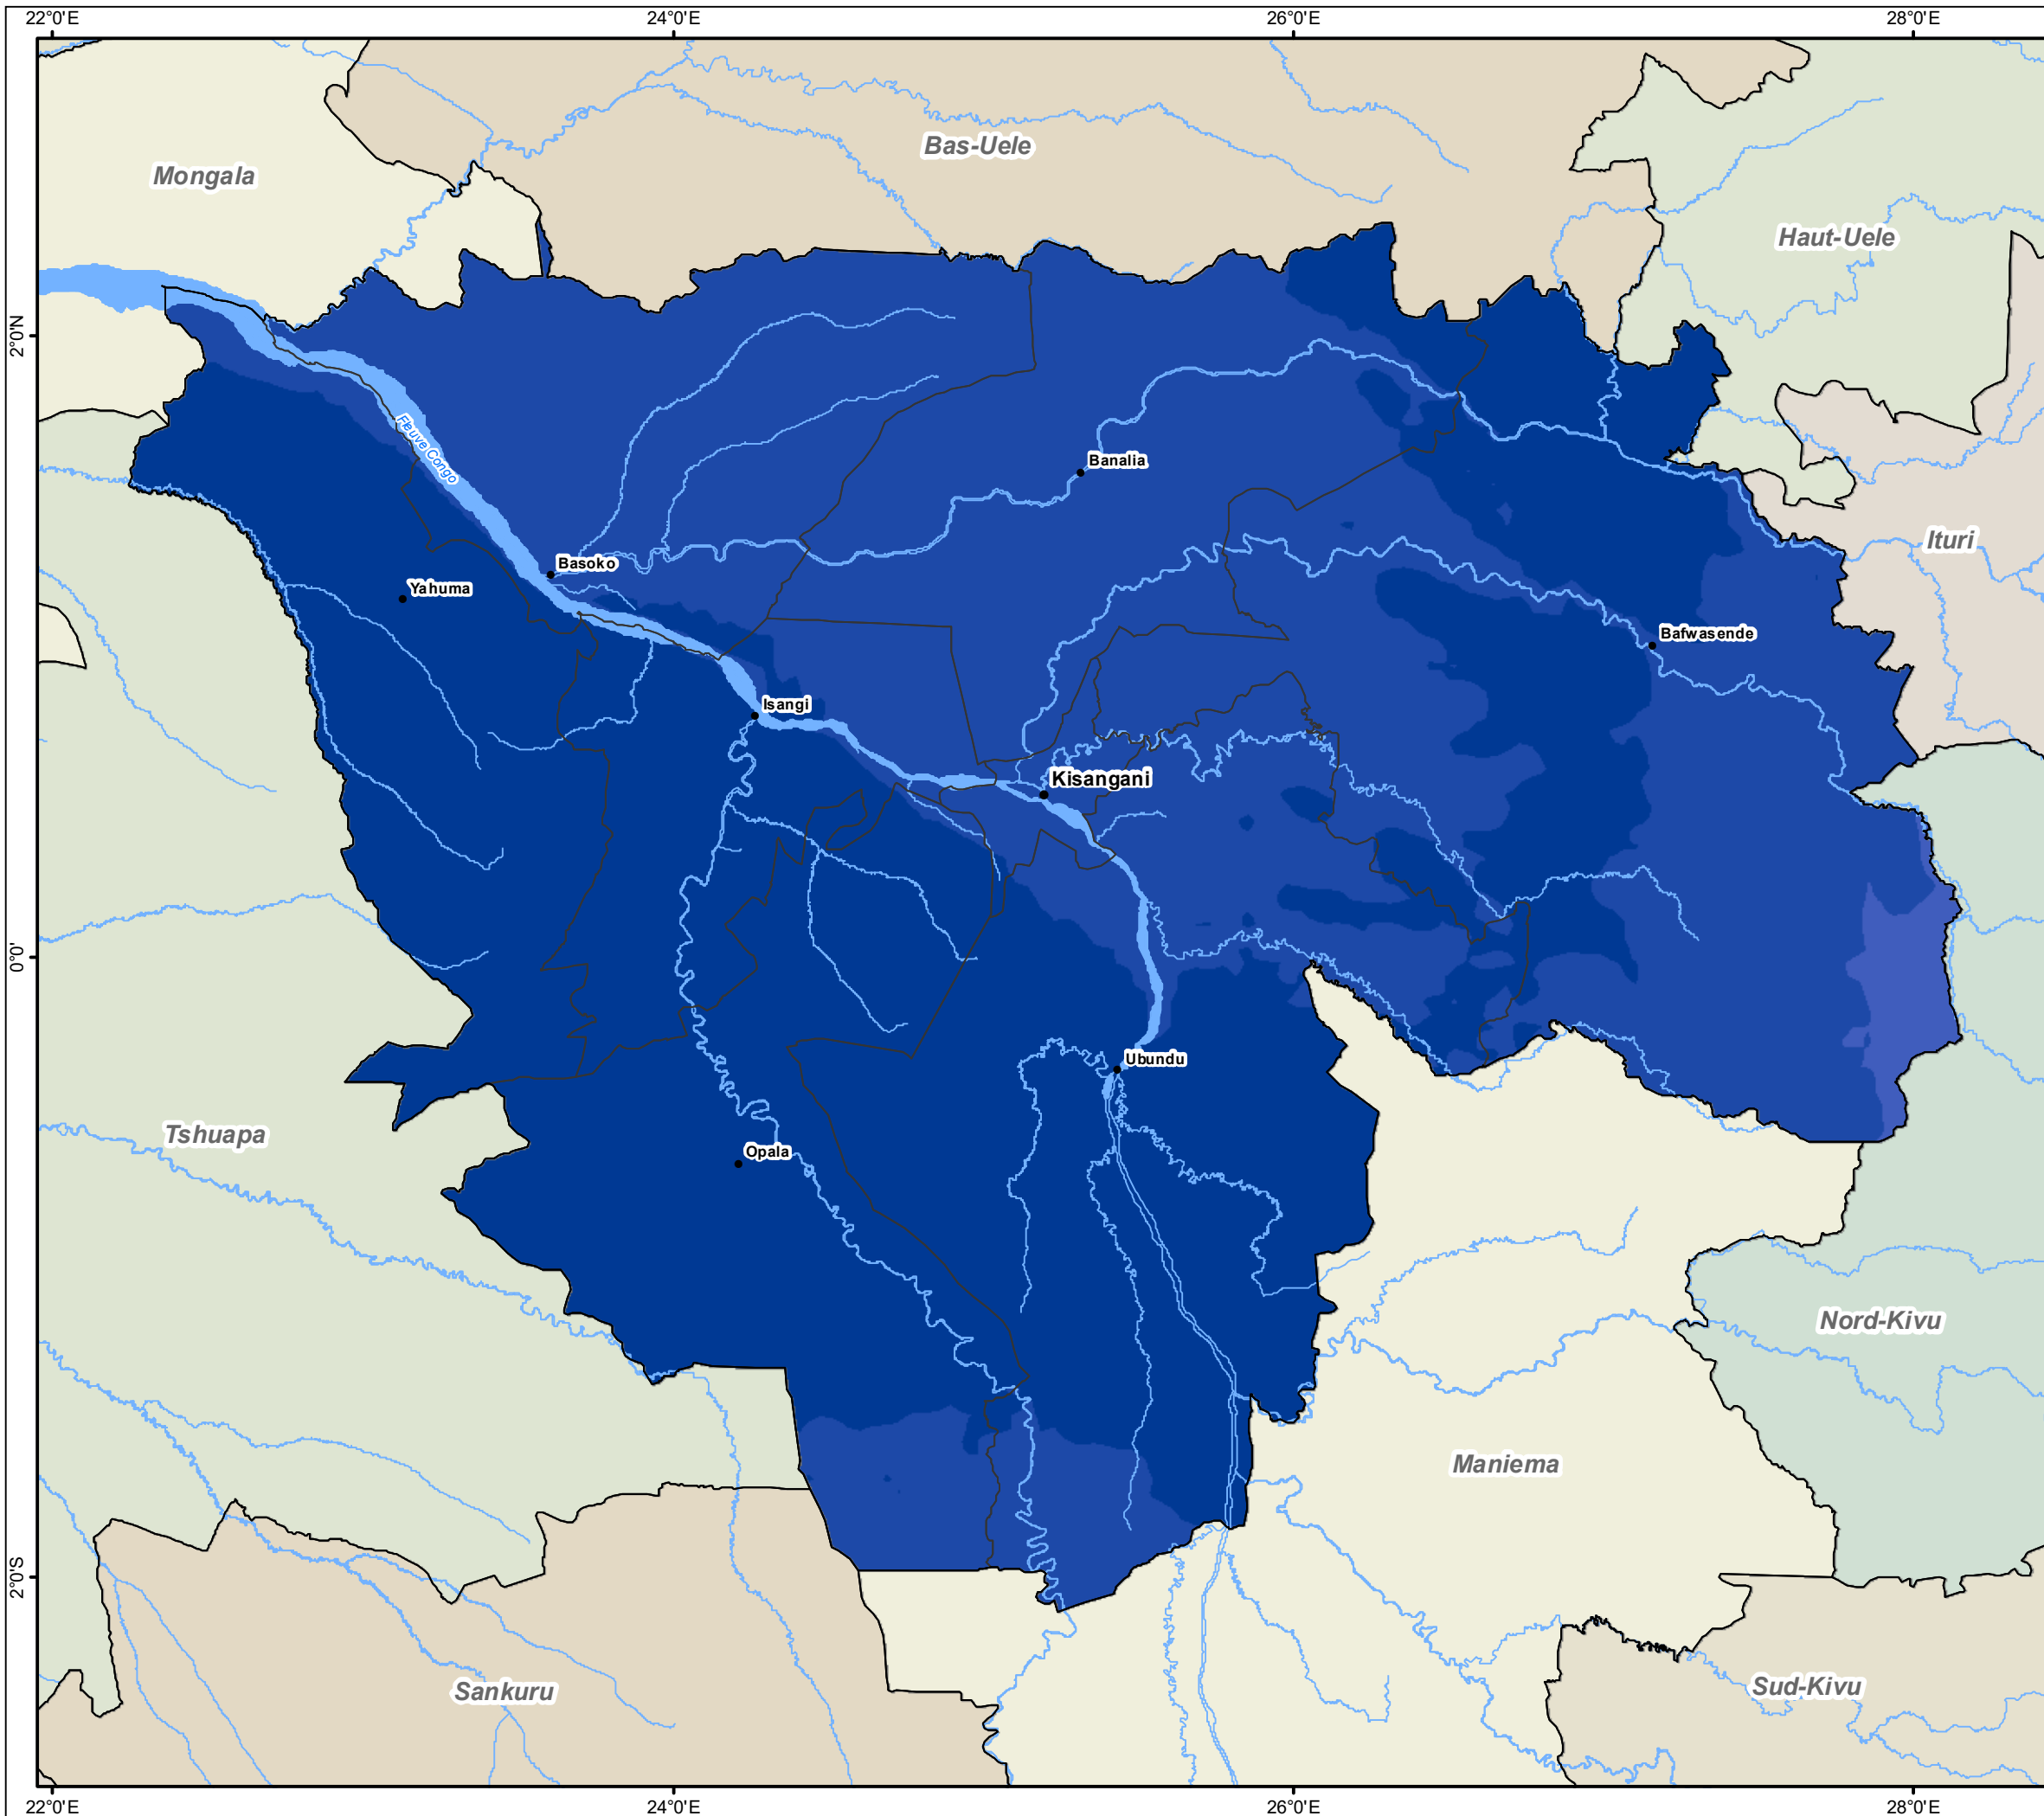 22°0'E 24°0'E 26°0'E 28°0'E
Bas-Uele
Mongala
Haut-Uele
2°0'N
Fleuve Congo
Banalia
Ituri
Basoko
Yahuma
Bafwasende
Isangi
Kisangani
0°0'
Ubundu
Tshuapa
Opala
Nord-Kivu
Maniema
2°0'S
Sud-Kivu
Sankuru
22°0'E 24°0'E 26°0'E 28°0'E